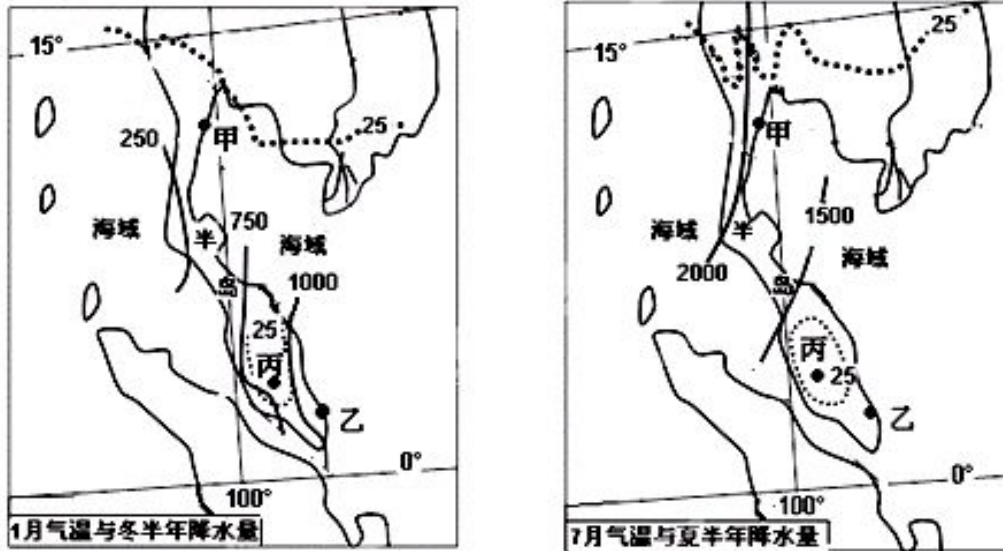 15°
25
甲
250
海域
半
750
海域
岛
1000
25
丙
乙
0°
100°
1月气温与冬半年降水量
15°
25
甲
海域
半
1500
2000
海域
岛
丙
25
乙
0°
100°
7月气温与夏半年降水量